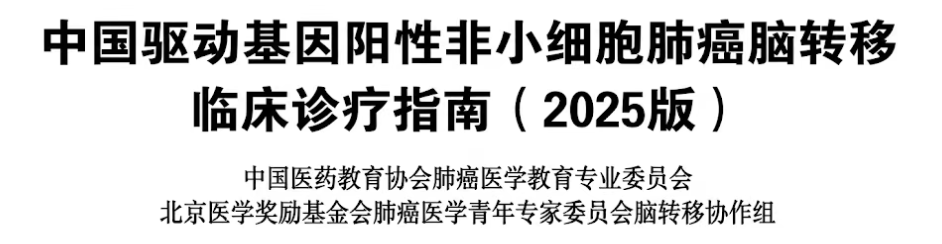 中国驱动基因阳性非小细胞肺癌脑转移
临床诊疗指南（2025版）
中国医药教育协会肺癌医学教育专业委员会
北京医学奖励基金会肺癌医学青年专家委员会脑转移协作组